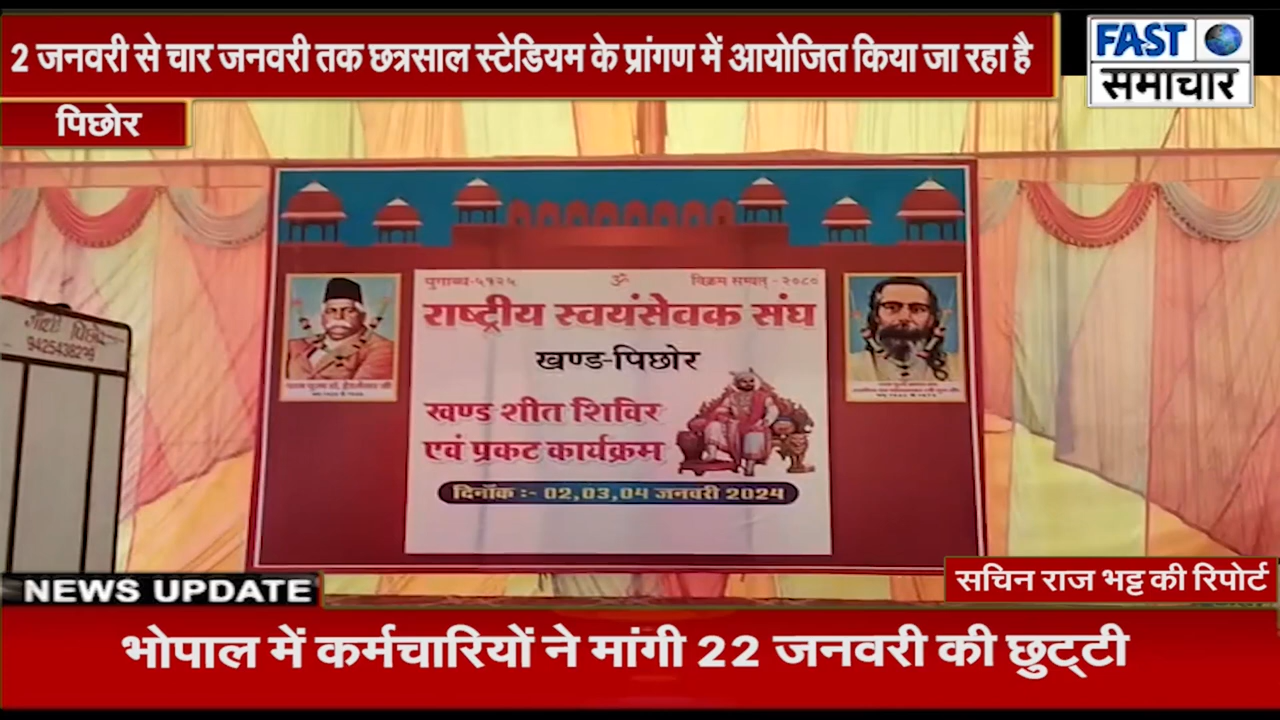 2 जनवरी से चार जनवरी तक छत्रसाल स्टेडियम के प्रांगण में आयोजित किया जा रहा है
FAST
समाचार
पिछोर
युगाब्ध-५१२५ ॐ विक्रम सम्वत् - २०८०
राष्ट्रीय स्वयंसेवक संघ
खण्ड-पिछोर
खण्ड शीत शिविर
एवं प्रकट कार्यक्रम
दिनाँक :- 02,03,04 जनवरी 2024
सचिन राज भट्ट की रिपोर्ट
NEWS UPDATE
भोपाल में कर्मचारियों ने मांगी 22 जनवरी की छुट्टी